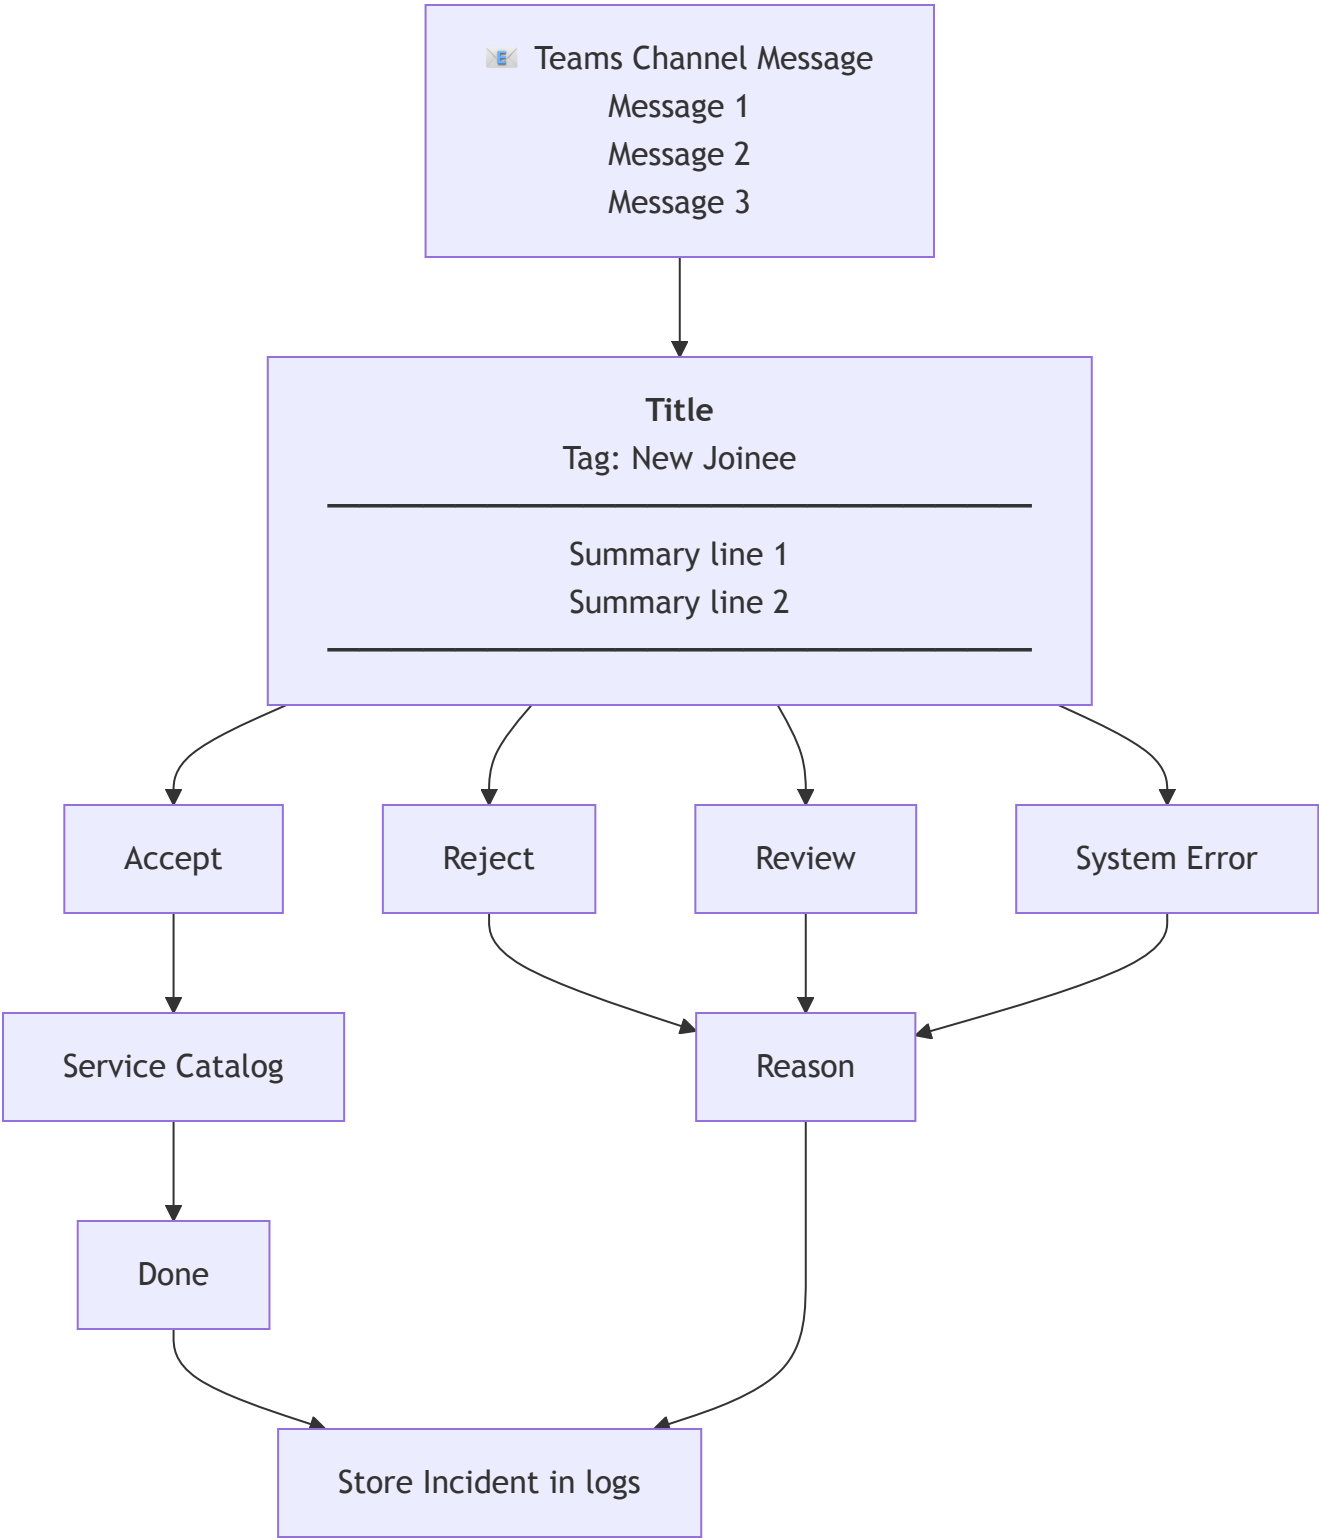 📧 Teams Channel Message
Message 1
Message 2
Message 3
Title
Tag: New Joinee
Summary line 1
Summary line 2
Accept
Reject
Review
System Error
Service Catalog
Reason
Done
Store Incident in logs